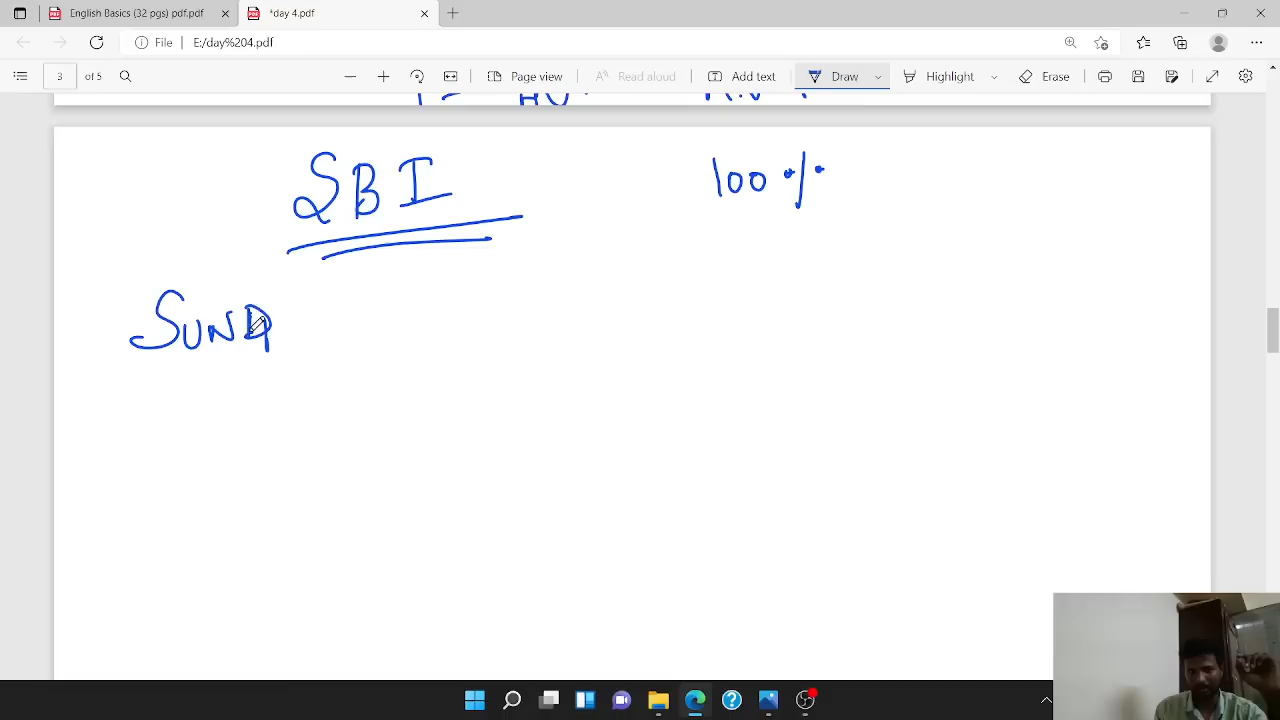 English Basics (32 pgs) pdf.pdf
*day 4.pdf
File E:/day%204.pdf
3 of 5
Page view
Read aloud
Add text
Draw
Highlight
Erase
SBI 100 %